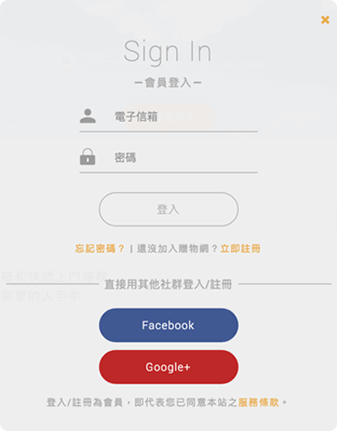 ×
Sign In
—會員登入—
電子信箱
密碼
登入
忘記密碼？ | 還沒加入贈物網？立即註冊
直接用其他社群登入/註冊
Facebook
Google+
登入/註冊為會員，即代表您已同意本站之服務條款。